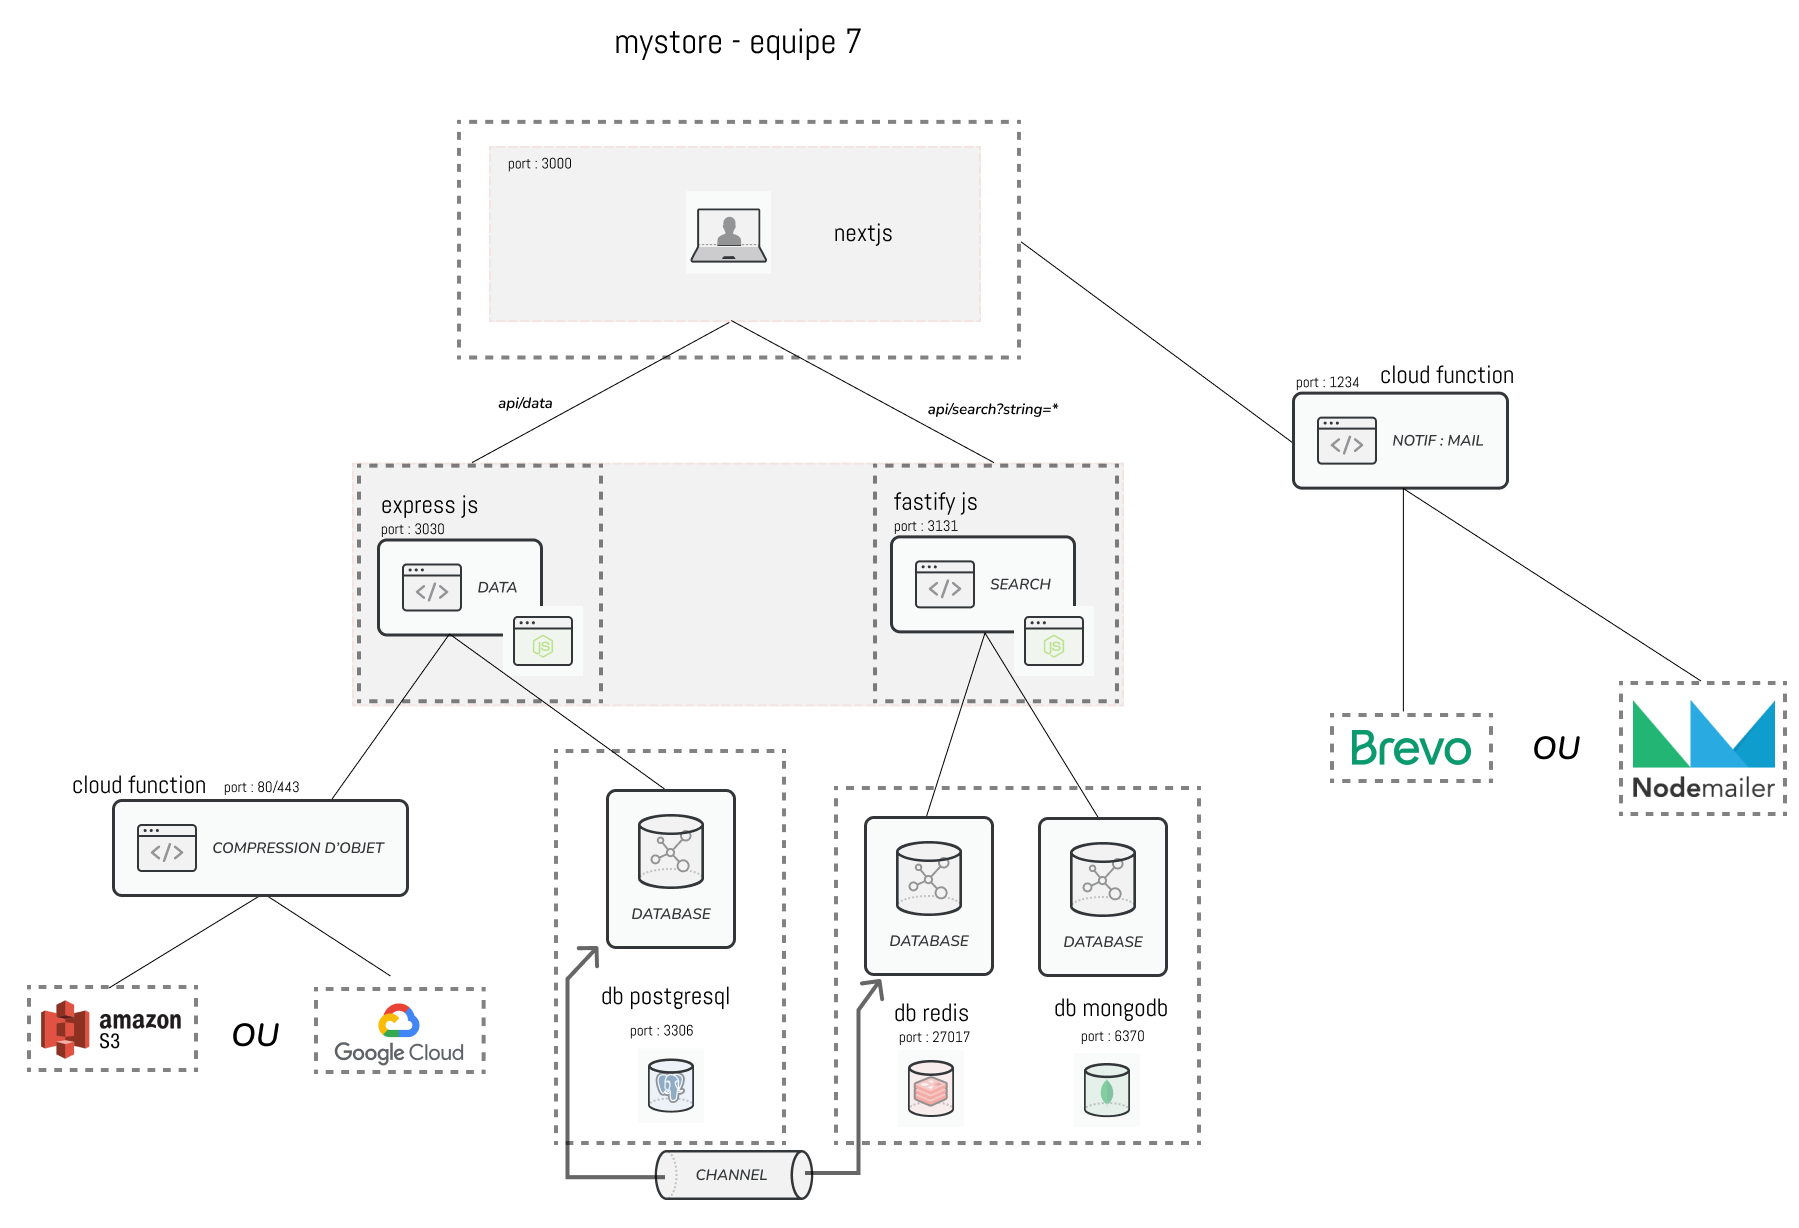 mystore - equipe 7
port : 3000
nextjs
api/data
api/search?string=*
port : 1234
cloud function
</>
NOTIF : MAIL
express js
port : 3030
</>
DATA
JS
fastify js
port : 3131
</>
SEARCH
JS
Brevo
OU
Nodemailer
cloud function
port : 80/443
</>
COMPRESSION D'OBJET
DATABASE
DATABASE
DATABASE
amazon
S3
OU
Google Cloud
db postgresql
port : 3306
db redis
port : 27017
db mongodb
port : 6370
CHANNEL